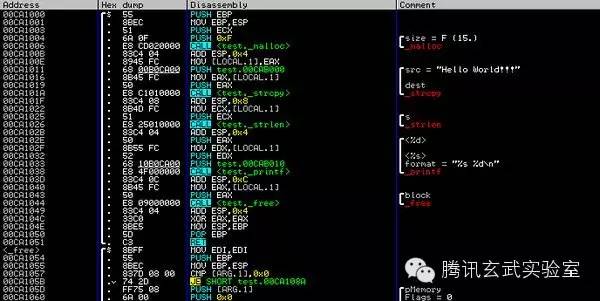 Address Hex dump Disassembly Comment
00CA1000 $ 55 PUSH EBP
00CA1001 . 8BEC MOV EBP,ESP
00CA1003 . 51 PUSH ECX
00CA1004 . 6A 0F PUSH 0xF size = F (15.)
00CA1006 . E8 CD020000 CALL <test._malloc> _malloc
00CA100B . 83C4 04 ADD ESP,0x4
00CA100E . 8945 FC MOV [LOCAL.1],EAX
00CA1011 . 68 00B0CA00 PUSH test.00CAB000 src = "Hello World!!!"
00CA1016 . 8B45 FC MOV EAX,[LOCAL.1]
00CA1019 . 50 PUSH EAX dest
00CA101A . E8 C1010000 CALL <test._strcpy> _strcpy
00CA101F . 83C4 08 ADD ESP,0x8
00CA1022 . 8B4D FC MOV ECX,[LOCAL.1]
00CA1025 . 51 PUSH ECX s
00CA1026 . E8 25010000 CALL <test._strlen> _strlen
00CA102B . 83C4 04 ADD ESP,0x4
00CA102E . 50 PUSH EAX <%d>
00CA102F . 8B55 FC MOV EDX,[LOCAL.1]
00CA1032 . 52 PUSH EDX <%s>
00CA1033 . 68 10B0CA00 PUSH test.00CAB010 format = "%s %d\n"
00CA1038 . E8 4F000000 CALL <test._printf> _printf
00CA103D . 83C4 0C ADD ESP,0xC
00CA1040 . 8B45 FC MOV EAX,[LOCAL.1]
00CA1043 . 50 PUSH EAX block
00CA1044 . E8 09000000 CALL <test._free> _free
00CA1049 . 83C4 04 ADD ESP,0x4
00CA104C . 33C0 XOR EAX,EAX
00CA104E . 8BE5 MOV ESP,EBP
00CA1050 . 5D POP EBP
00CA1051 . C3 RET
<_free> $ 8BFF MOV EDI,EDI
00CA1054 . 55 PUSH EBP
00CA1055 . 8BEC MOV EBP,ESP
00CA1057 . 837D 08 00 CMP [ARG.1],0x0
00CA105B . 74 2D JE SHORT test.00CA108A
00CA105D . FF75 08 PUSH [ARG.1] pMemory
00CA1060 . 6A 00 PUSH 0x0 Flags = 0
腾讯玄武实验室